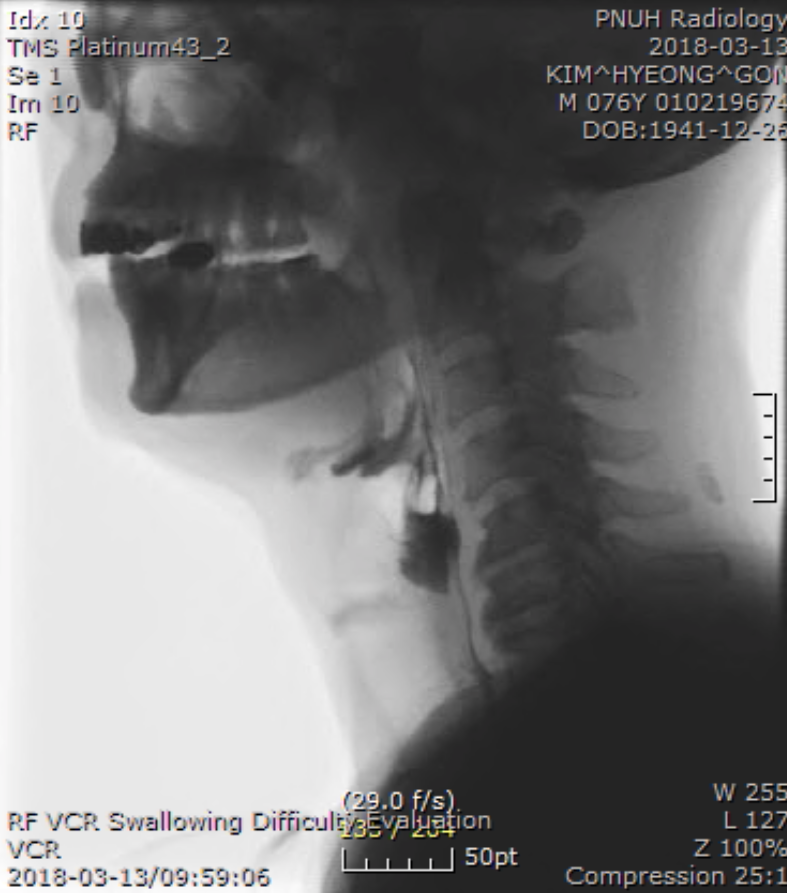 Idx 10
TMS Platinum43_2
Se 1
Im 10
RF
PNUH Radiology
2018-03-13
KIM^HYEONG^GON
M 076Y 010219674
DOB:1941-12-26
(29.0 f/s)
RF VCR Swallowing Difficulty Evaluation
VCR
2018-03-13/09:59:06
50pt
W 255
L 127
Z 100%
Compression 25:1